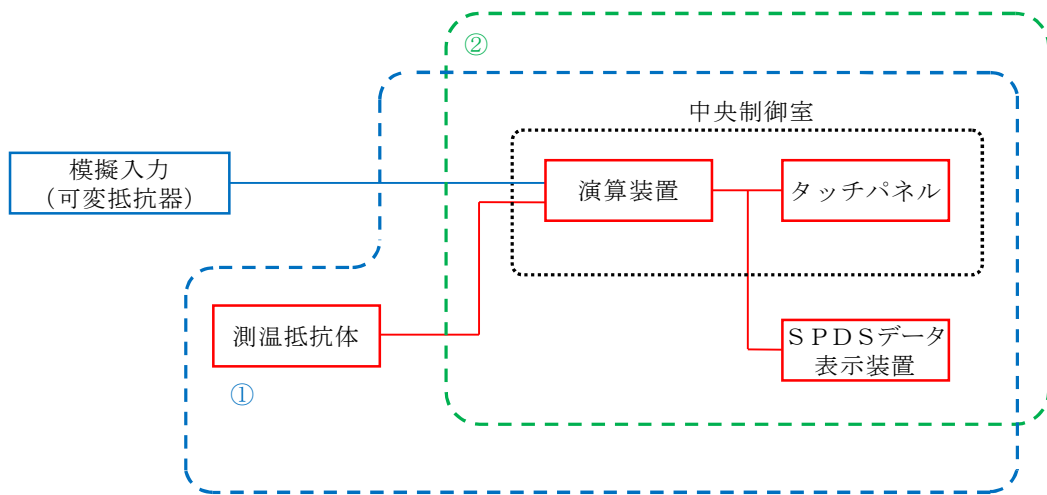 ②
中央制御室
模擬入力
（可変抵抗器）
演算装置
タッチパネル
測温抵抗体
ＳＰＤＳデータ
表示装置
①